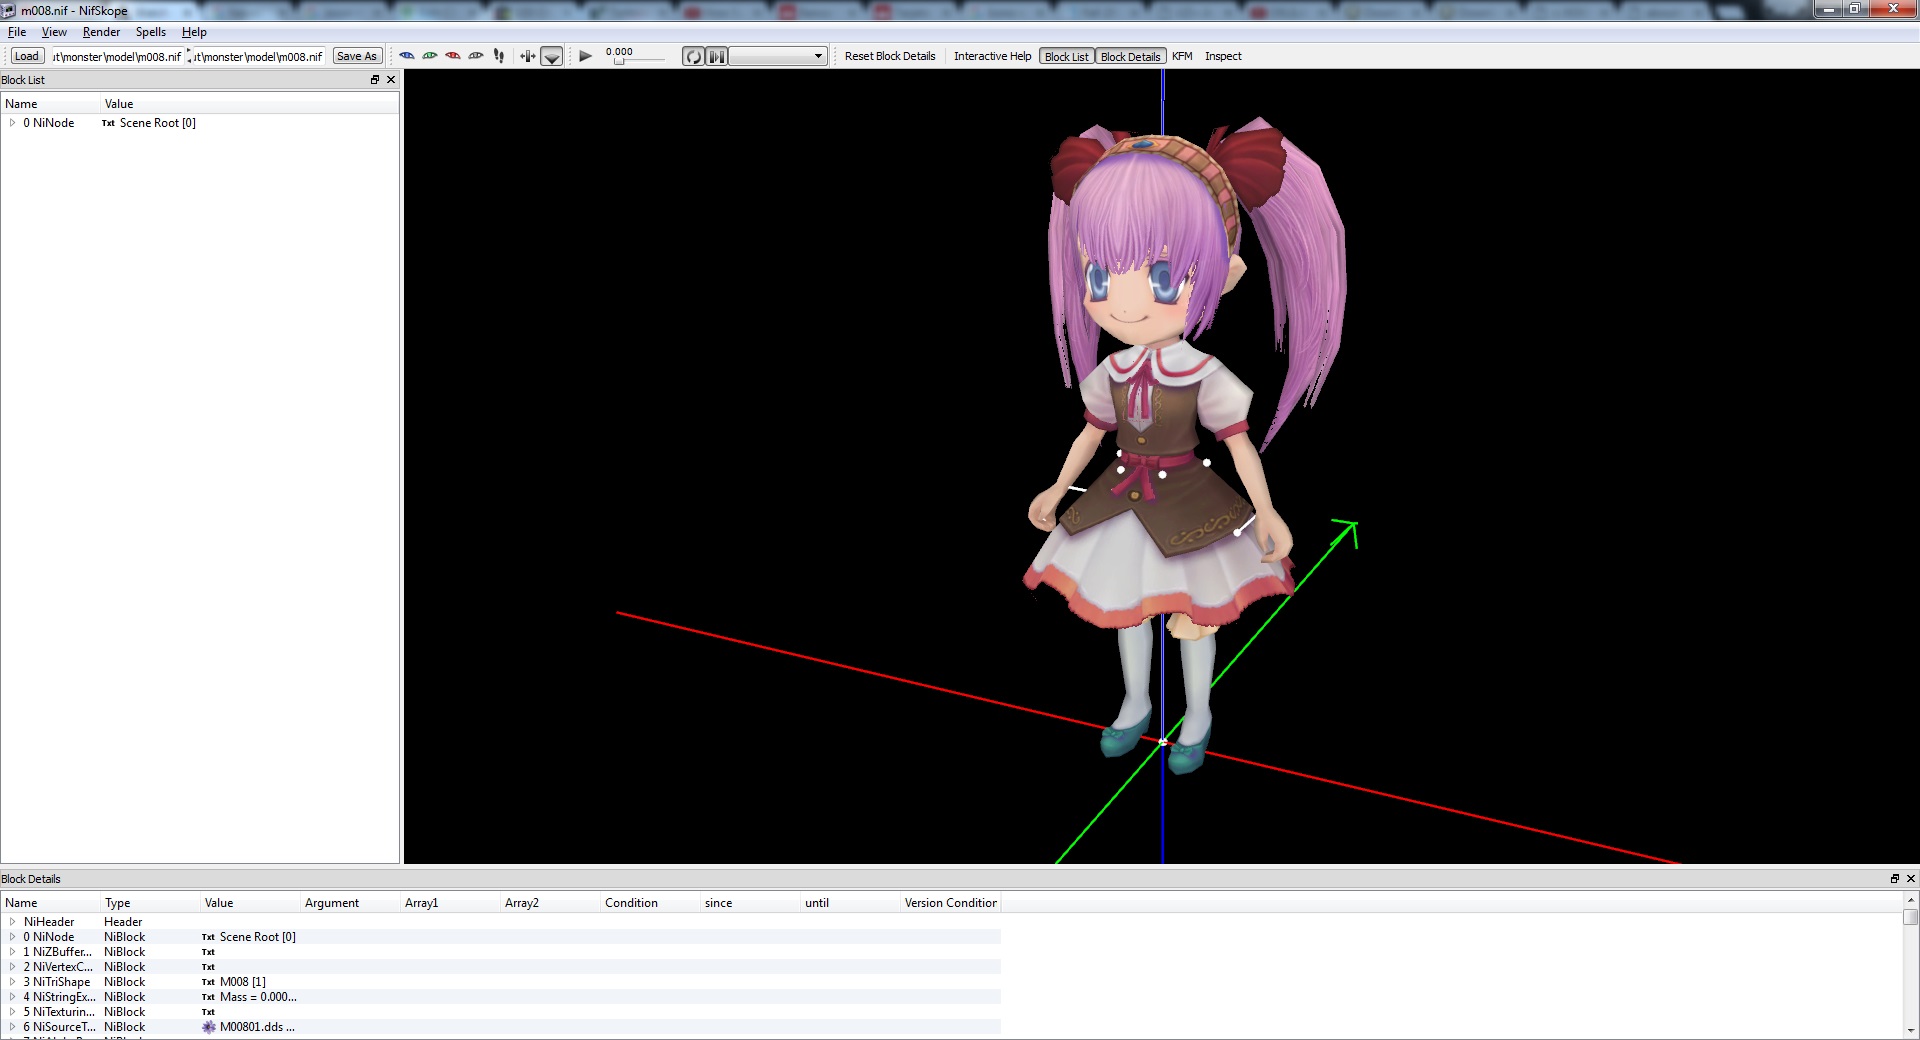 m008.nif - NifSkope
File View Render Spells Help
Load ut\monster\model\m008.nif ut\monster\model\m008.nif Save As 0.000 Reset Block Details Interactive Help Block List Block Details KFM Inspect
Block List
Name Value
0 NiNode Txt Scene Root [0]
Block Details
Name Type Value Argument Array1 Array2 Condition since until Version Condition
NiHeader Header
0 NiNode NiBlock Txt Scene Root [0]
1 NiZBuffer... NiBlock Txt
2 NiVertexC... NiBlock Txt
3 NiTriShape NiBlock Txt M008 [1]
4 NiStringEx... NiBlock Txt Mass = 0.000...
5 NiTexturin... NiBlock Txt
6 NiSourceT... NiBlock M00801.dds ...